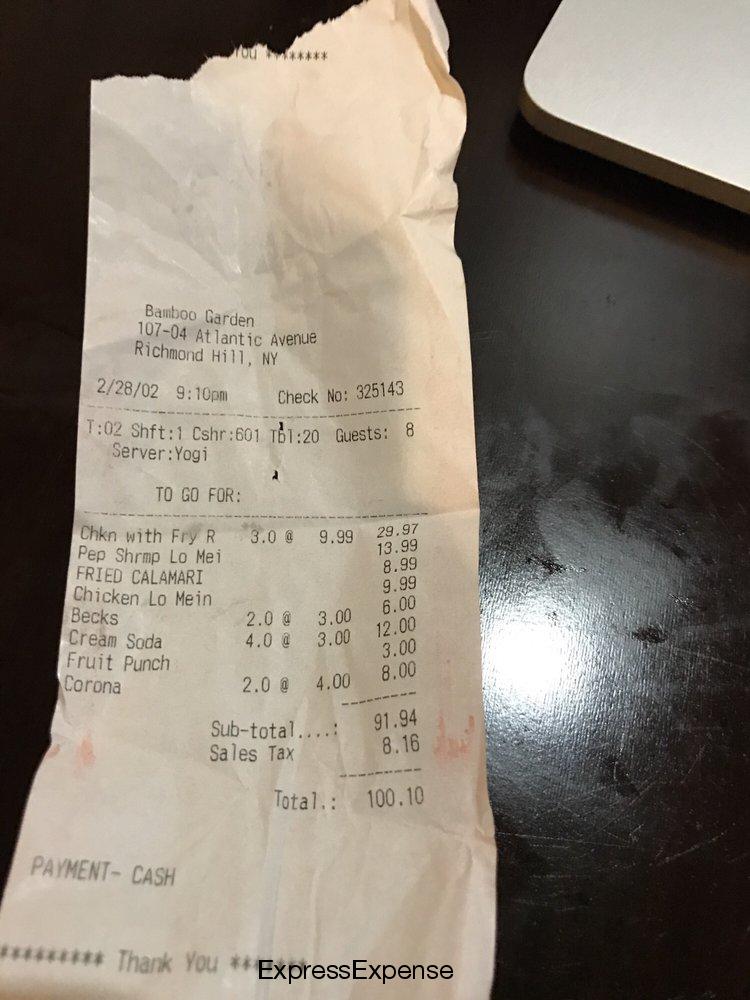 You ********
Bamboo Garden
107-04 Atlantic Avenue
Richmond Hill, NY
2/28/02 9:10pm Check No: 325143
T:02 Shft:1 Cshr:601 Tbl:20 Guests: 8
Server:Yogi
TO GO FOR:
Chkn with Fry R 3.0 @ 9.99 29.97
Pep Shrmp Lo Mei 13.99
FRIED CALAMARI 8.99
Chicken Lo Mein 9.99
Becks 2.0 @ 3.00 6.00
Cream Soda 4.0 @ 3.00 12.00
Fruit Punch 3.00
Corona 2.0 @ 4.00 8.00
Sub-total....: 91.94
Sales Tax 8.16
Total.: 100.10
PAYMENT- CASH
********* Thank You ********
ExpressExpense